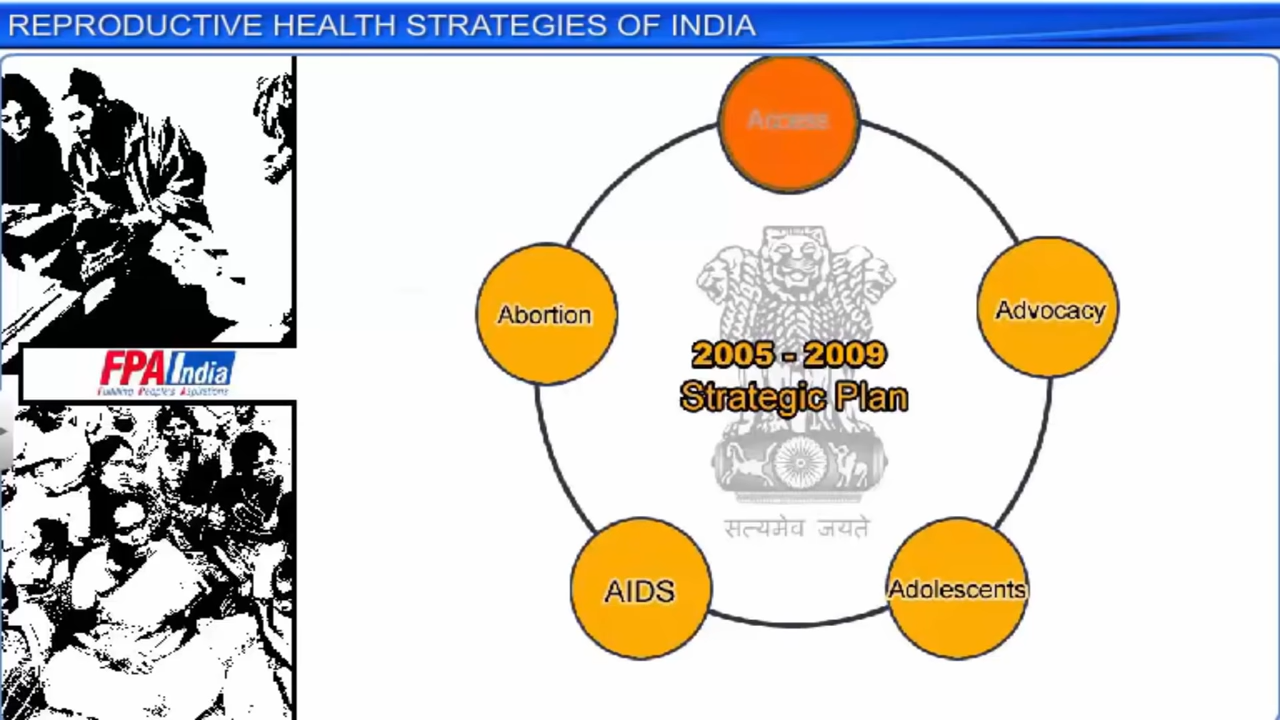 REPRODUCTIVE HEALTH STRATEGIES OF INDIA
Access
Abortion
Advocacy
2005 - 2009
Strategic Plan
सत्यमेव जयते
AIDS
Adolescents
FPA India